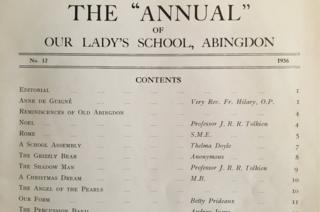 THE "ANNUAL"
OF
OUR LADY'S SCHOOL, ABINGDON
No. 12 1936
CONTENTS
Editorial 1
Anne de Guigné Very Rev. Fr. Hilary, O.P. 1
Reminiscences of Old Abingdon 4
Noel Professor J. R. R. Tolkien 4
Rome S.M.E. 5
A School Assembly Thelma Doyle 7
The Grizzly Bear Anonymous 8
The Shadow Man Professor J. R. R. Tolkien 9
A Christmas Dream M.B. 10
The Angel of the Pearls 10
Our Form Betty Prideaux 11
The Percussion Band